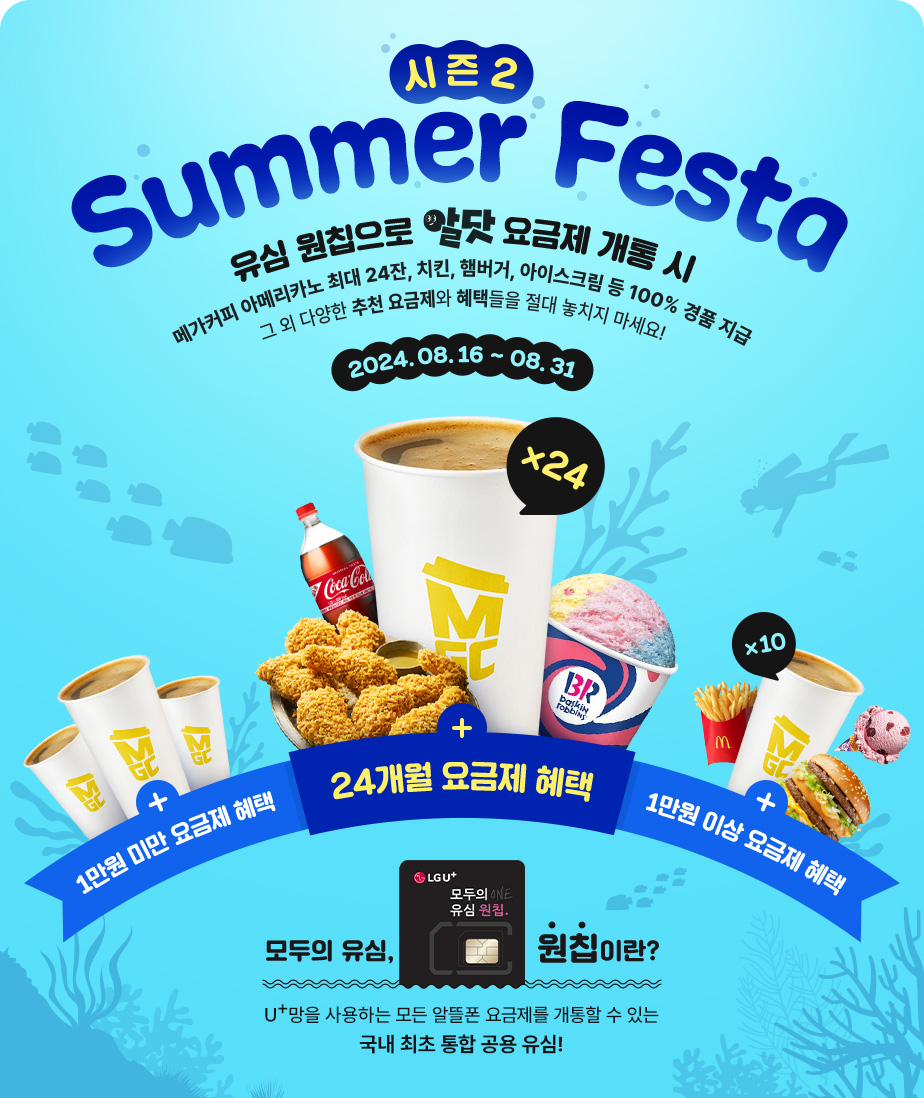 시즌 2
Summer Festa
유심 원칩으로 알닷 요금제 개통 시
메가커피 아메리카노 최대 24잔, 치킨, 햄버거, 아이스크림 등 100% 경품 지급
그 외 다양한 추천 요금제와 혜택들을 절대 놓치지 마세요!
2024. 08. 16 ~ 08. 31
×24
Coca-Cola
MGC
BR
baskin
robbins
×10
MGC
MGC
MGC
M
MGC
+
24개월 요금제 혜택
+
1만원 미만 요금제 혜택
+
1만원 이상 요금제 혜택
LG U+
모두의 ONE
유심 원칩.
모두의 유심, 원칩이란?
U+망을 사용하는 모든 알뜰폰 요금제를 개통할 수 있는
국내 최초 통합 공용 유심!